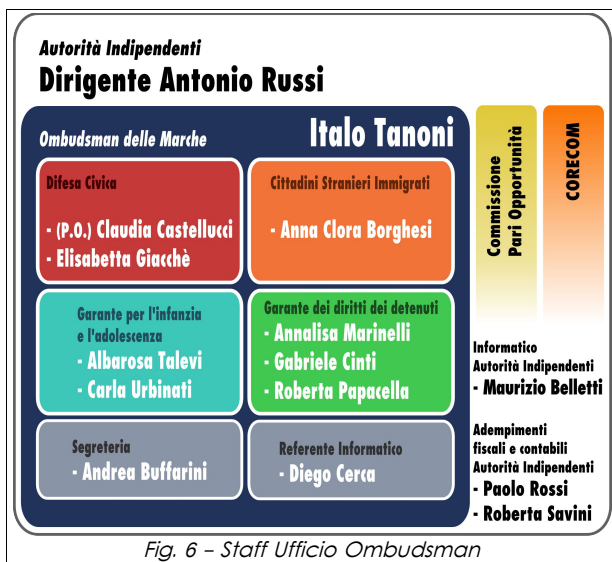 Autorità Indipendenti
Dirigente Antonio Russi
Ombudsman delle Marche
Italo Tanoni
Difesa Civica
- (P.O.) Claudia Castellucci
- Elisabetta Giacchè
Cittadini Stranieri Immigrati
- Anna Clora Borghesi
Garante per l'infanzia
e l'adolescenza
- Albarosa Talevi
- Carla Urbinati
Garante dei diritti dei detenuti
- Annalisa Marinelli
- Gabriele Cinti
- Roberta Papacella
Segreteria
- Andrea Buffarini
Referente Informatico
- Diego Cerca
Commissione
Pari Opportunità
CORECOM
Informatico
Autorità Indipendenti
- Maurizio Belletti
Adempimenti
fiscali e contabili
Autorità Indipendenti
- Paolo Rossi
- Roberta Savini
Fig. 6 – Staff Ufficio Ombudsman